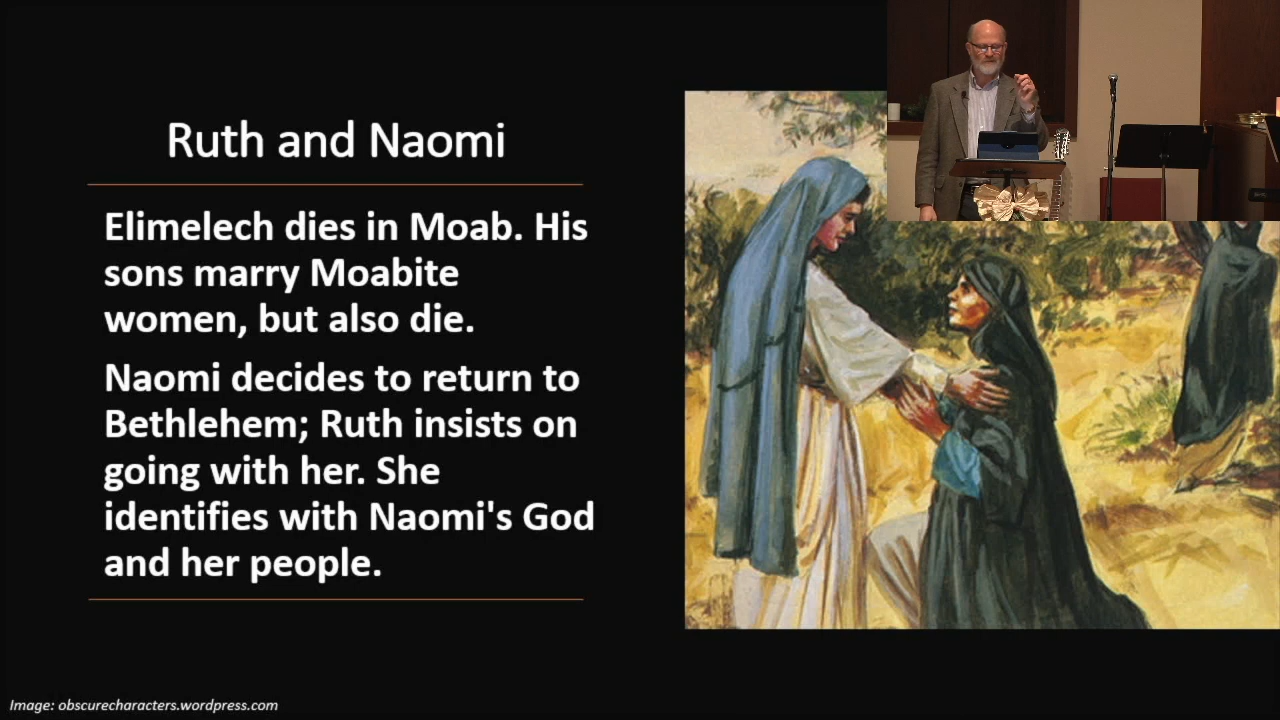 Ruth and Naomi
Elimelech dies in Moab. His
sons marry Moabite
women, but also die.
Naomi decides to return to
Bethlehem; Ruth insists on
going with her. She
identifies with Naomi's God
and her people.
Image: obscurecharacters.wordpress.com